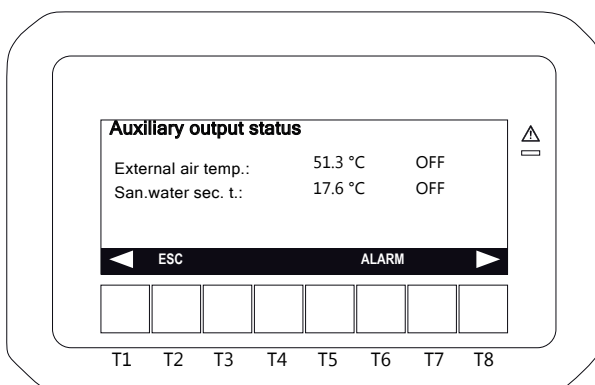 Auxiliary output status
External air temp.: 51.3 °C OFF
San.water sec. t.: 17.6 °C OFF
ESC ALARM
T1 T2 T3 T4 T5 T6 T7 T8